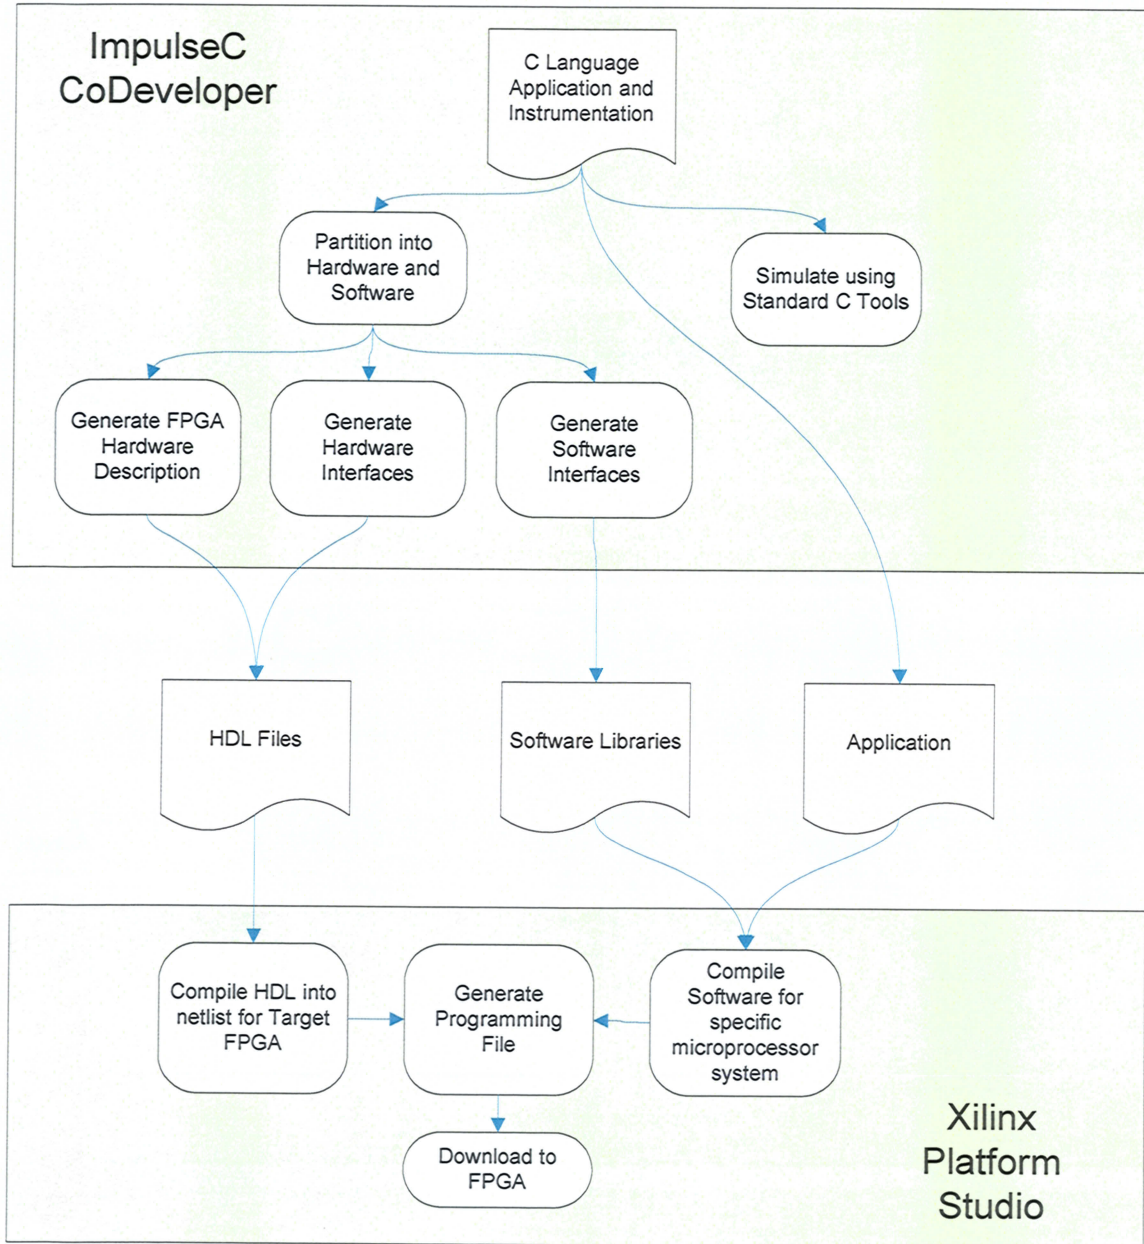 ImpulseC
CoDeveloper
C Language
Application and
Instrumentation
Partition into
Hardware and
Software
Simulate using
Standard C Tools
Generate FPGA
Hardware
Description
Generate
Hardware
Interfaces
Generate
Software
Interfaces
HDL Files
Software Libraries
Application
Compile HDL into
netlist for Target
FPGA
Generate
Programming
File
Compile
Software for
specific
microprocessor
system
Download to
FPGA
Xilinx
Platform
Studio